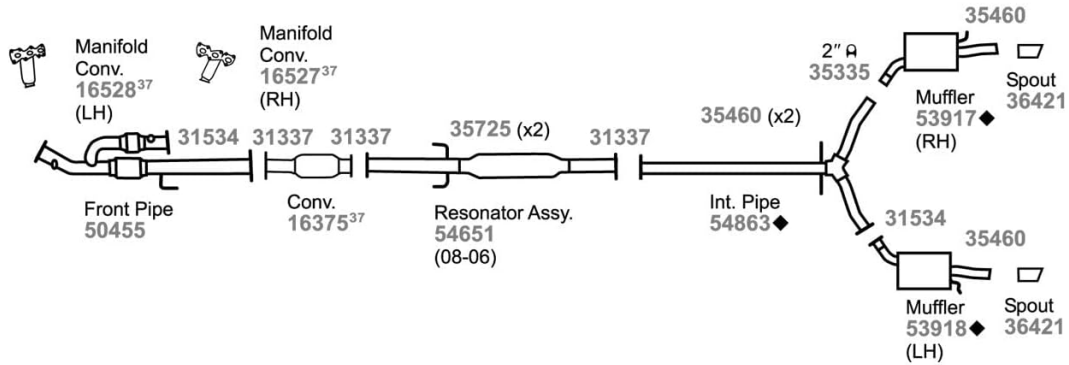 Manifold
Conv.
16528³⁷
(LH)
Manifold
Conv.
16527³⁷
(RH)
31534
31337
31337
35725 (x2)
31337
35460 (x2)
2"
35335
35460
Spout
36421
Muffler
53917◆
(RH)
Front Pipe
50455
Conv.
16375³⁷
Resonator Assy.
54651
(08-06)
Int. Pipe
54863◆
31534
35460
Muffler
53918◆
(LH)
Spout
36421